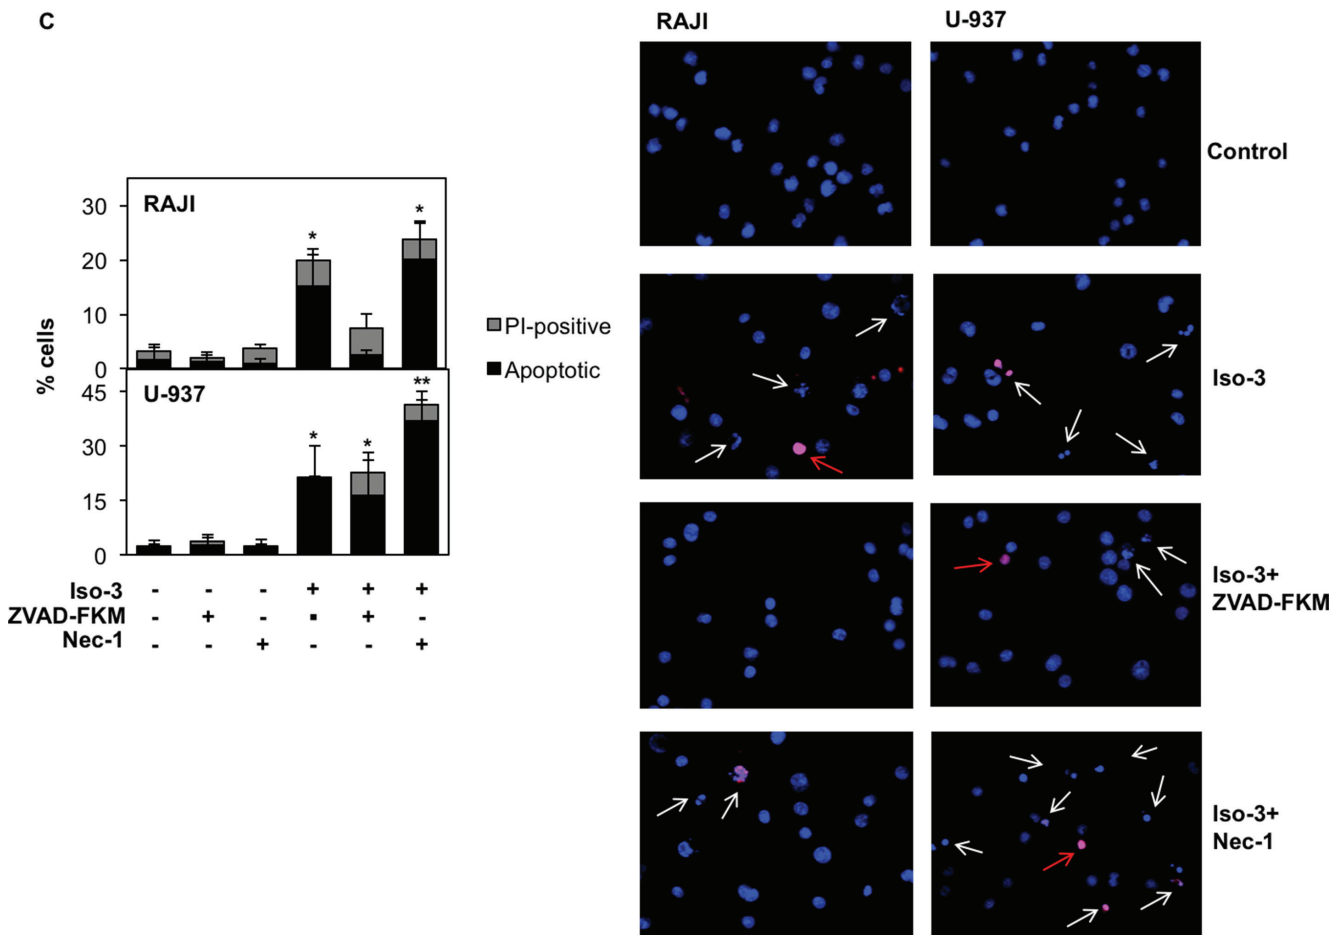 C
RAJI
U-937
Control
Iso-3
Iso-3+
ZVAD-FKM
Iso-3+
Nec-1
% cells
30
20
10
0
RAJI
*
*
45
30
15
0
U-937
*
*
**
PI-positive
Apoptotic
Iso-3 - - - + + +
ZVAD-FKM - + - ▪ + -
Nec-1 - - + - - +